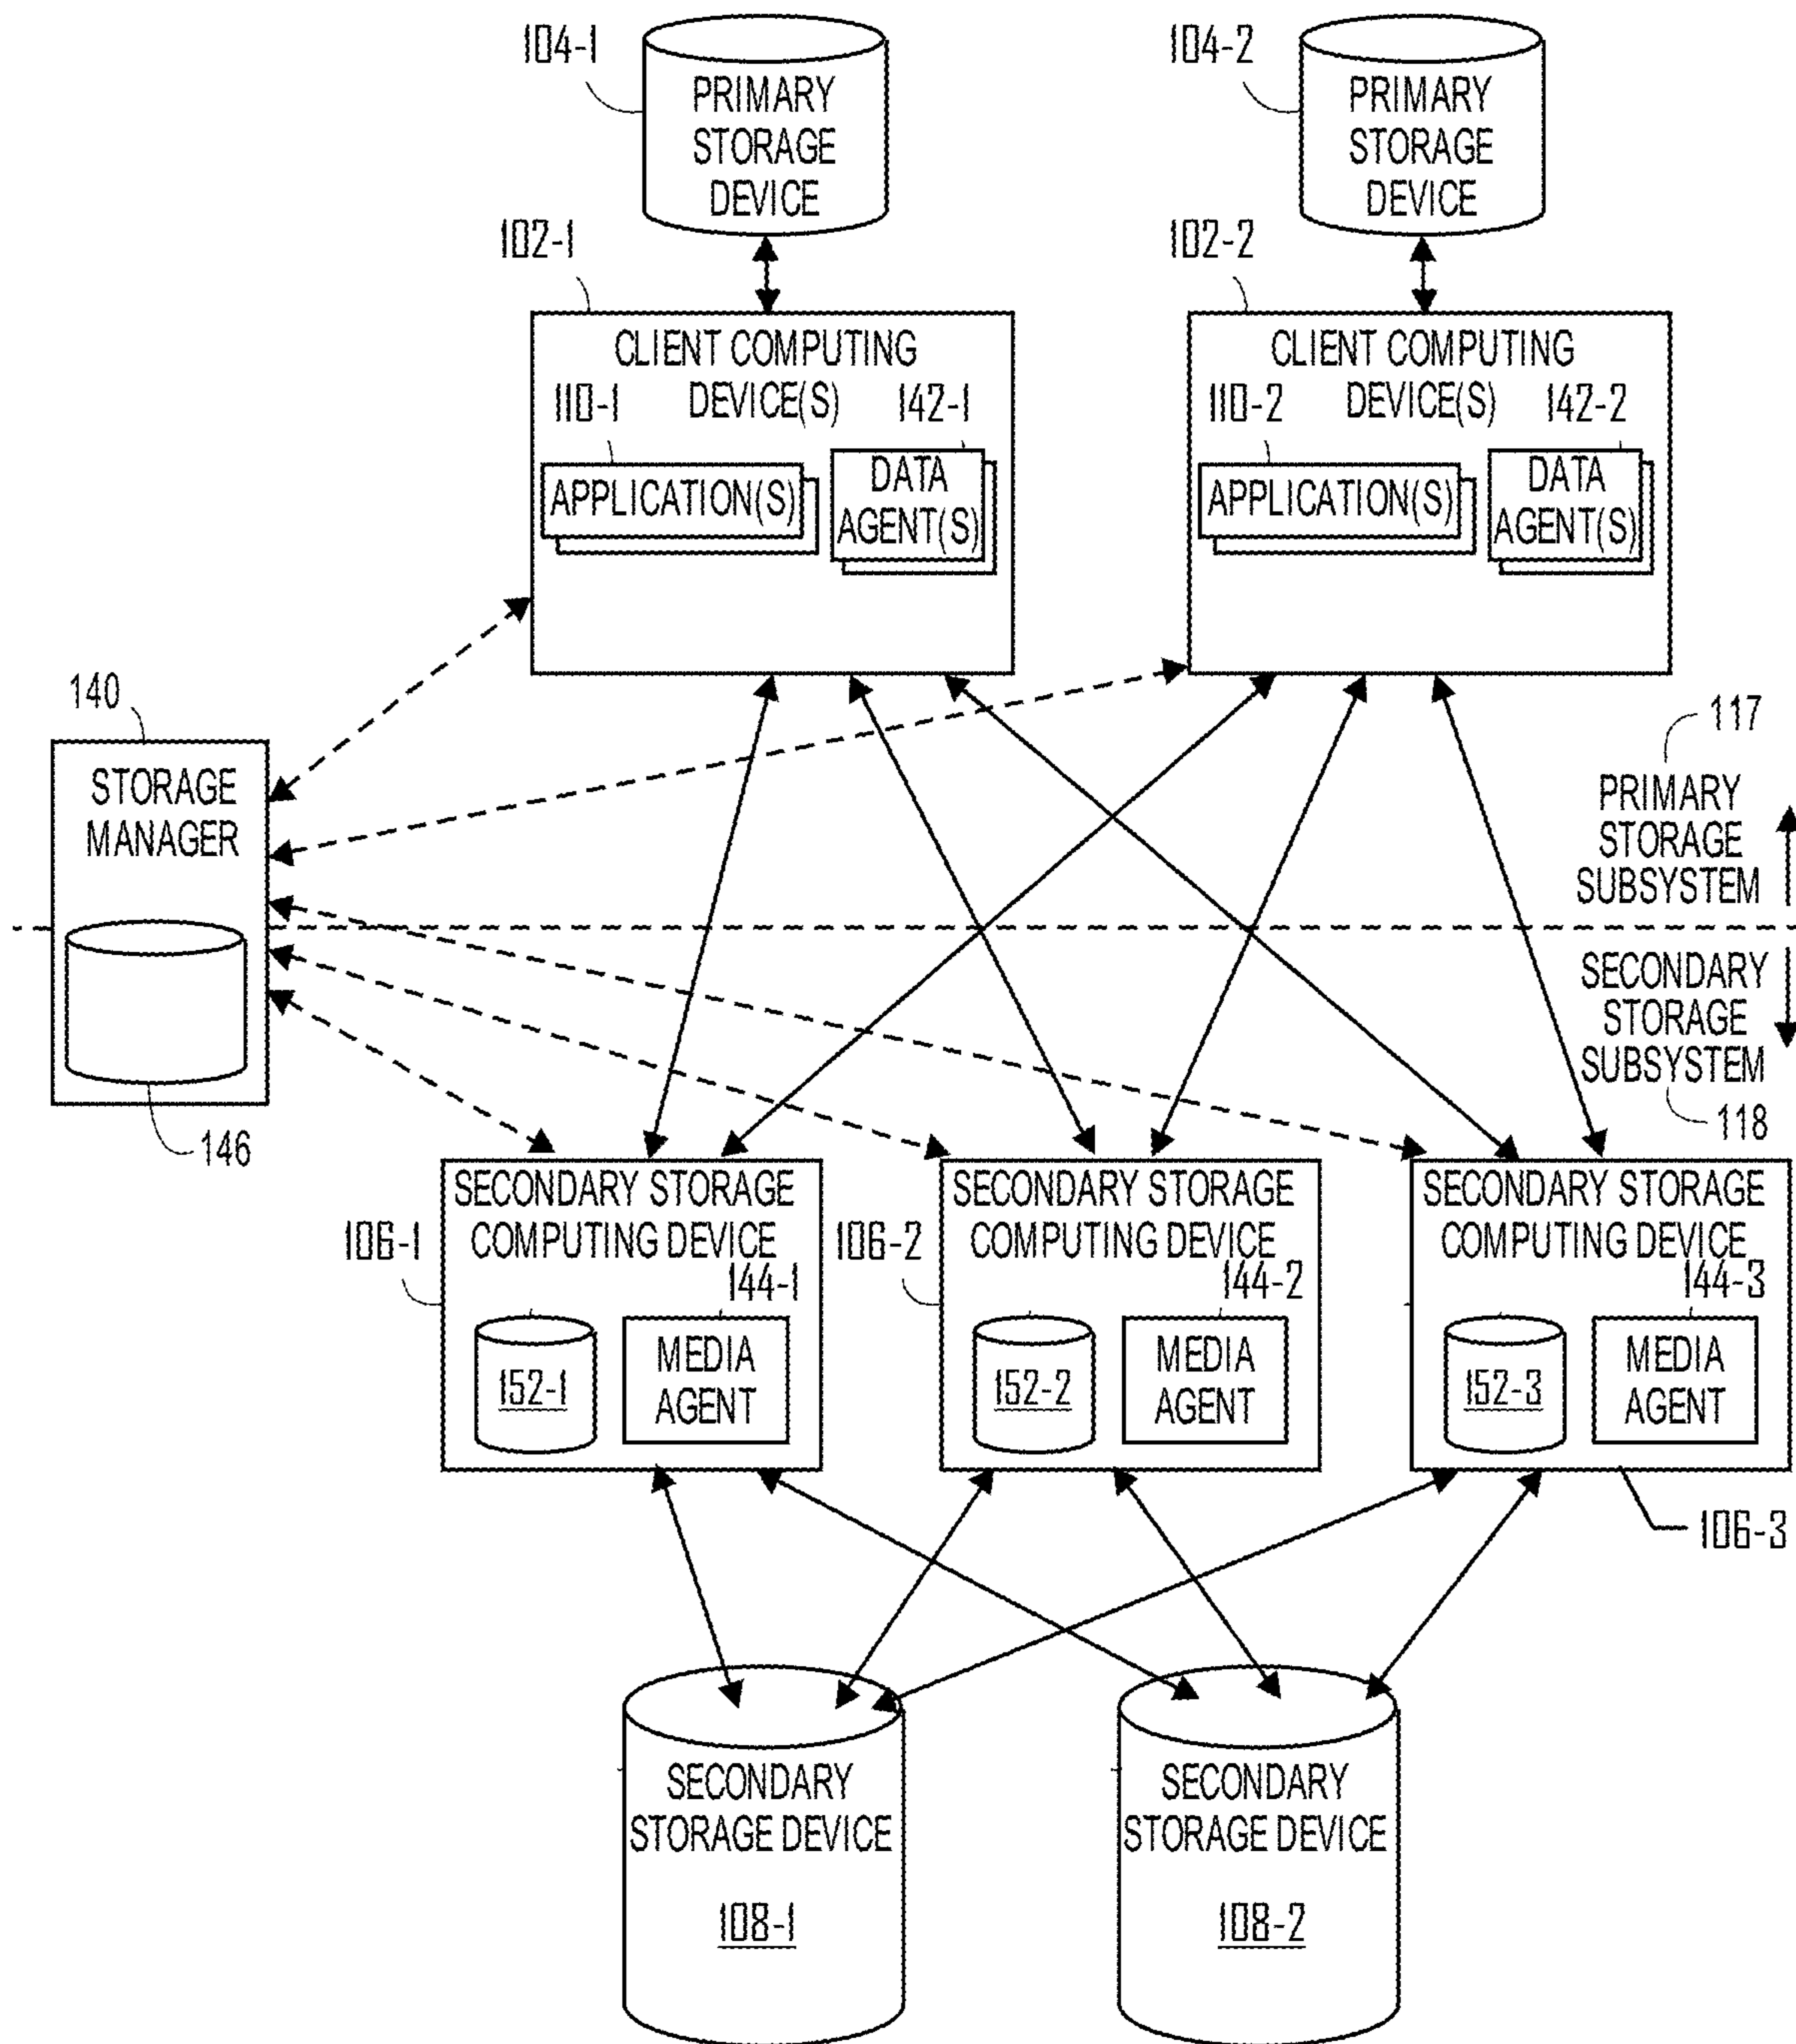 104-1
PRIMARY
STORAGE
DEVICE
104-2
PRIMARY
STORAGE
DEVICE
102-1
CLIENT COMPUTING
DEVICE(S)
110-1
142-1
APPLICATION(S)
DATA
AGENT(S)
102-2
CLIENT COMPUTING
DEVICE(S)
110-2
142-2
APPLICATION(S)
DATA
AGENT(S)
140
STORAGE
MANAGER
146
117
PRIMARY
STORAGE
SUBSYSTEM
SECONDARY
STORAGE
SUBSYSTEM
118
106-1
SECONDARY STORAGE
COMPUTING DEVICE
144-1
152-1
MEDIA
AGENT
106-2
SECONDARY STORAGE
COMPUTING DEVICE
144-2
152-2
MEDIA
AGENT
SECONDARY STORAGE
COMPUTING DEVICE
144-3
152-3
MEDIA
AGENT
106-3
SECONDARY
STORAGE DEVICE
108-1
SECONDARY
STORAGE DEVICE
108-2